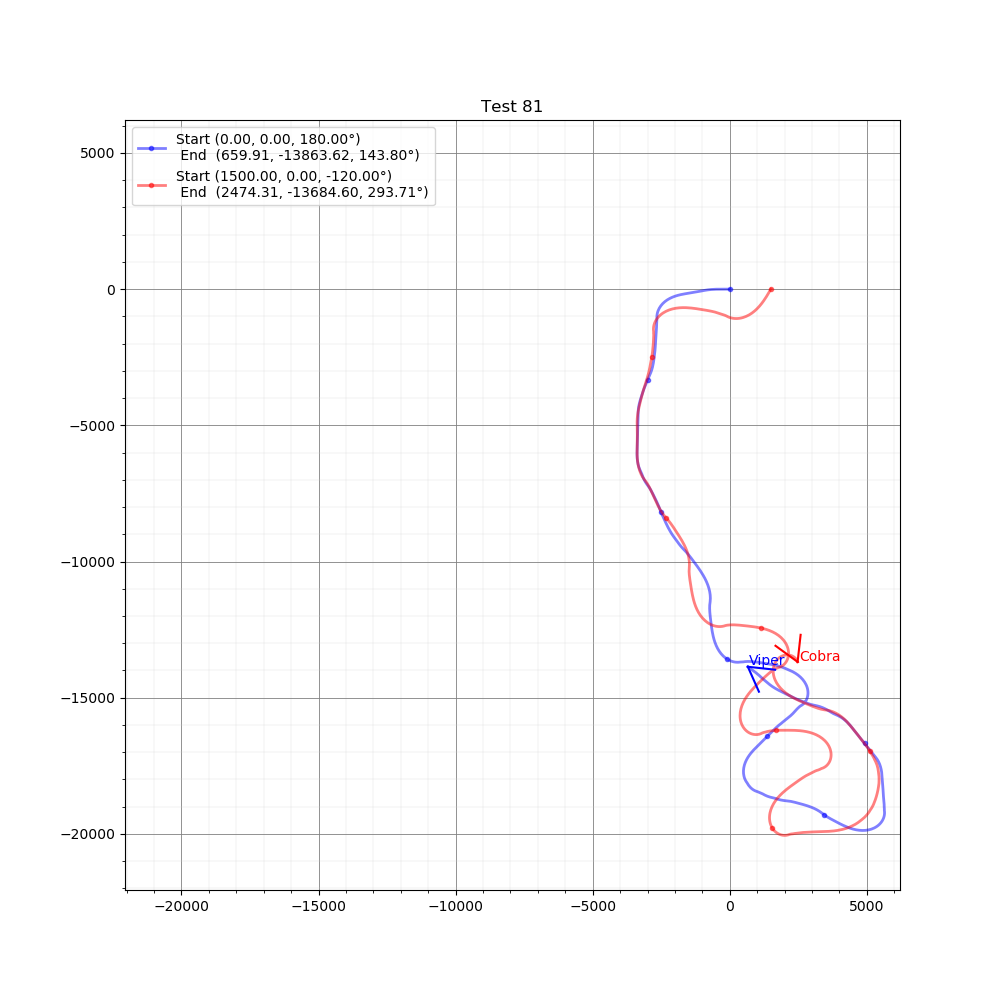 Test 81
Start (0.00, 0.00, 180.00°)
End  (659.91, -13863.62, 143.80°)
Start (1500.00, 0.00, -120.00°)
End  (2474.31, -13684.60, 293.71°)
5000
0
−5000
−10000
−15000
−20000
Viper
Cobra
−20000 −15000 −10000 −5000 0 5000